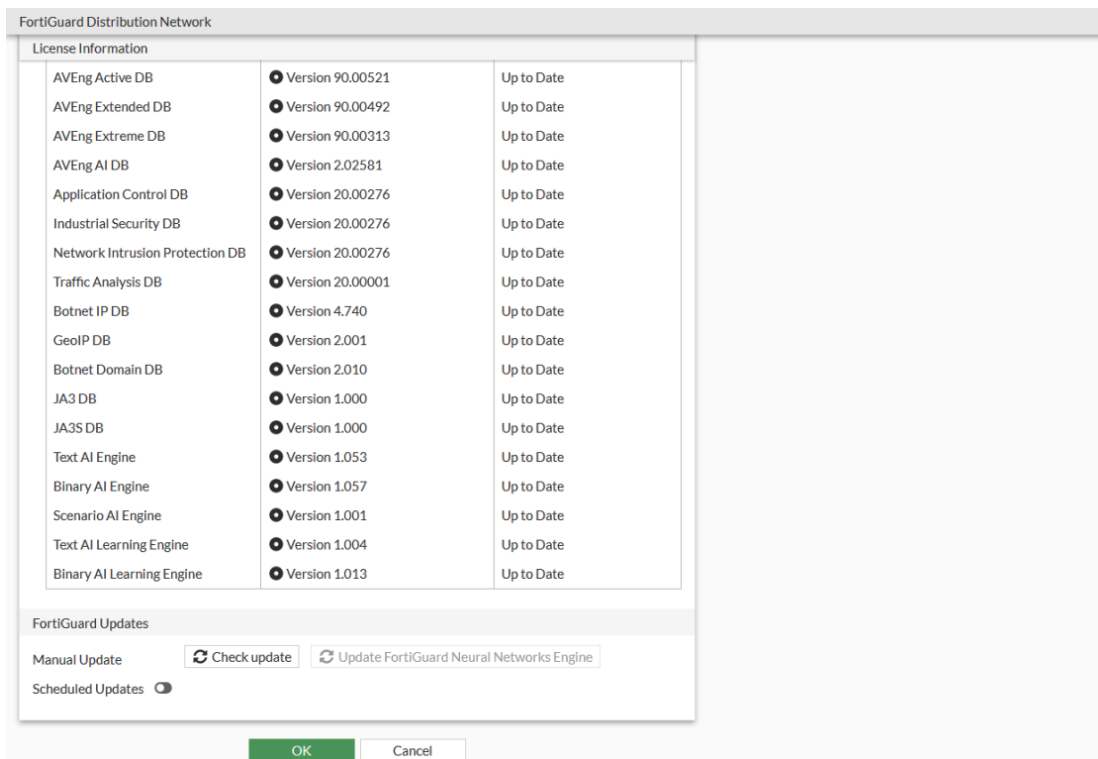 FortiGuard Distribution Network
License Information
AVEng Active DB Version 90.00521 Up to Date
AVEng Extended DB Version 90.00492 Up to Date
AVEng Extreme DB Version 90.00313 Up to Date
AVEng AI DB Version 2.02581 Up to Date
Application Control DB Version 20.00276 Up to Date
Industrial Security DB Version 20.00276 Up to Date
Network Intrusion Protection DB Version 20.00276 Up to Date
Traffic Analysis DB Version 20.00001 Up to Date
Botnet IP DB Version 4.740 Up to Date
GeoIP DB Version 2.001 Up to Date
Botnet Domain DB Version 2.010 Up to Date
JA3 DB Version 1.000 Up to Date
JA3S DB Version 1.000 Up to Date
Text AI Engine Version 1.053 Up to Date
Binary AI Engine Version 1.057 Up to Date
Scenario AI Engine Version 1.001 Up to Date
Text AI Learning Engine Version 1.004 Up to Date
Binary AI Learning Engine Version 1.013 Up to Date
FortiGuard Updates
Manual Update Check update Update FortiGuard Neural Networks Engine
Scheduled Updates
OK Cancel